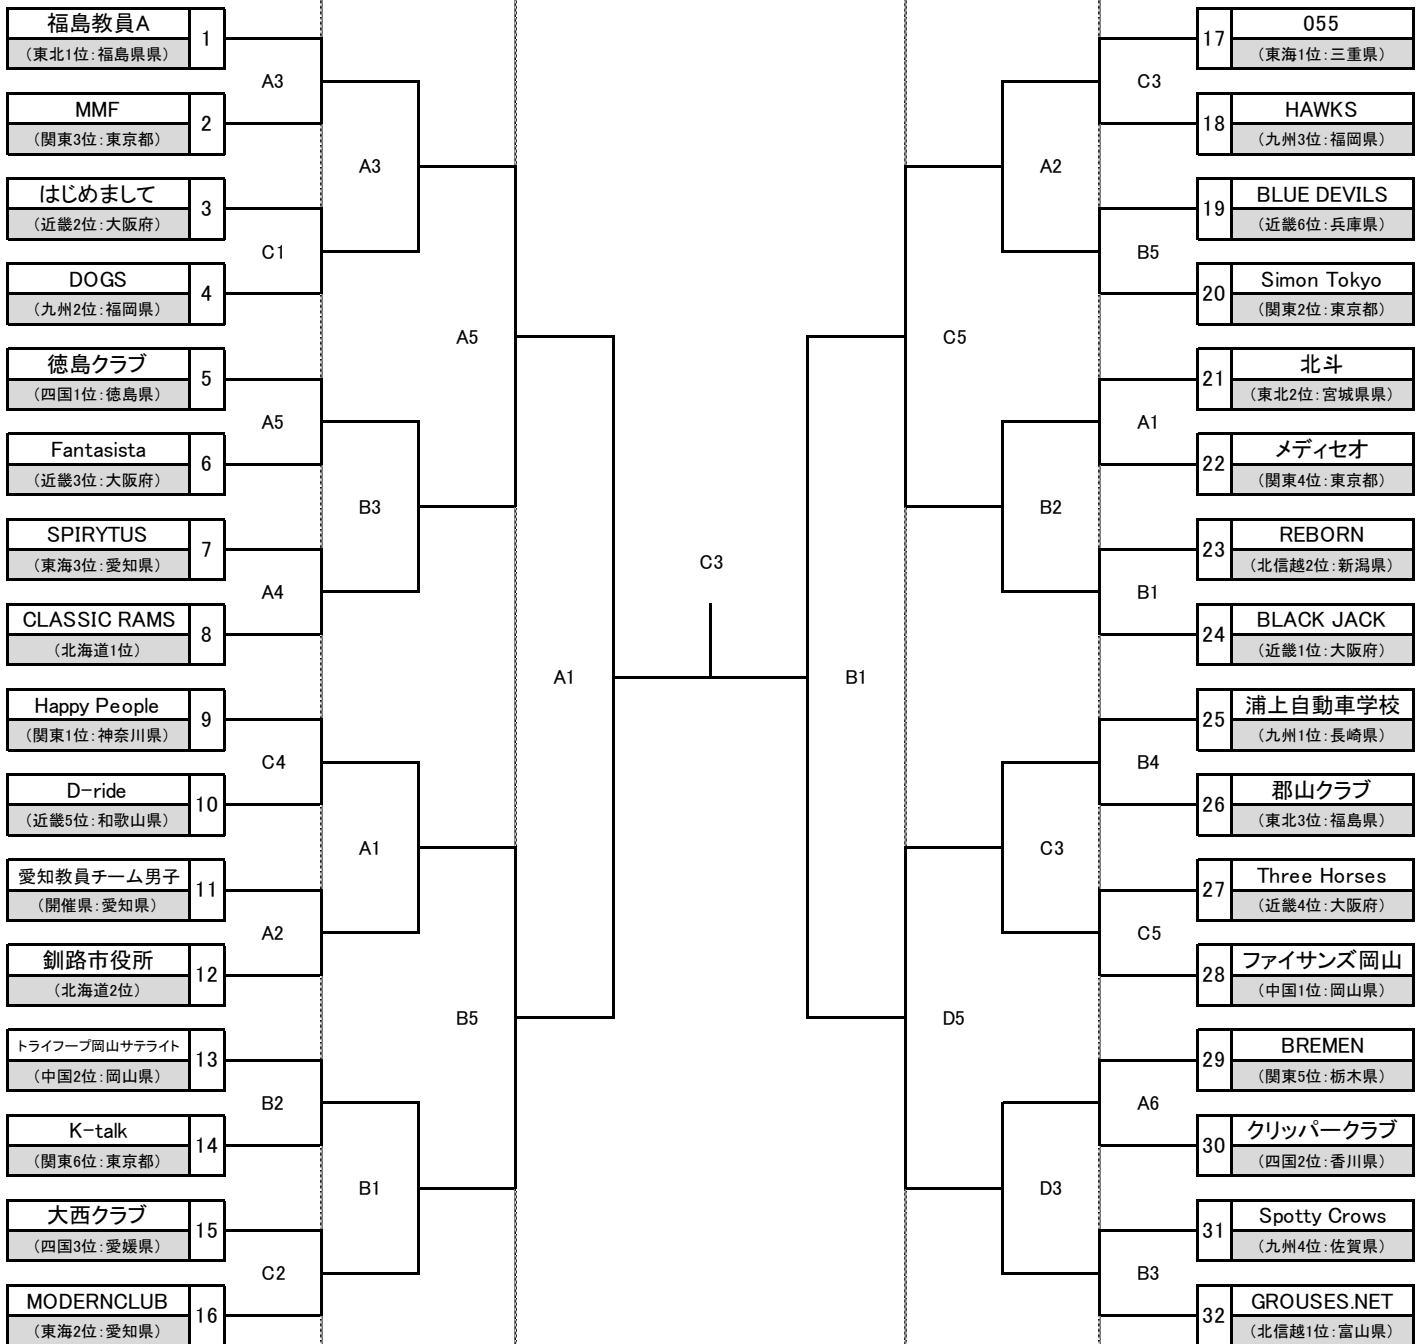 福島教員A
1
（東北1位：福島県県）
A3
MMF
2
（関東3位：東京都）
A3
はじめまして
3
（近畿2位：大阪府）
C1
DOGS
4
（九州2位：福岡県）
A5
徳島クラブ
5
（四国1位：徳島県）
A5
Fantasista
6
（近畿3位：大阪府）
B3
SPIRYTUS
7
（東海3位：愛知県）
A4
CLASSIC RAMS
8
（北海道1位）
A1
Happy People
9
（関東1位：神奈川県）
C4
D-ride
10
（近畿5位：和歌山県）
A1
愛知教員チーム男子
11
（開催県：愛知県）
A2
釧路市役所
12
（北海道2位）
B5
トライフープ岡山サテライト
13
（中国2位：岡山県）
B2
K-talk
14
（関東6位：東京都）
B1
大西クラブ
15
（四国3位：愛媛県）
C2
MODERNCLUB
16
（東海2位：愛知県）
C3
17
055
（東海1位：三重県）
C3
18
HAWKS
（九州3位：福岡県）
A2
19
BLUE DEVILS
（近畿6位：兵庫県）
B5
20
Simon Tokyo
（関東2位：東京都）
C5
21
北斗
（東北2位：宮城県県）
A1
22
メディセオ
（関東4位：東京都）
B2
23
REBORN
（北信越2位：新潟県）
B1
24
BLACK JACK
（近畿1位：大阪府）
B1
25
浦上自動車学校
（九州1位：長崎県）
B4
26
郡山クラブ
（東北3位：福島県）
C3
27
Three Horses
（近畿4位：大阪府）
C5
28
ファイサンズ岡山
（中国1位：岡山県）
D5
29
BREMEN
（関東5位：栃木県）
A6
30
クリッパークラブ
（四国2位：香川県）
D3
31
Spotty Crows
（九州4位：佐賀県）
B3
32
GROUSES.NET
（北信越1位：富山県）